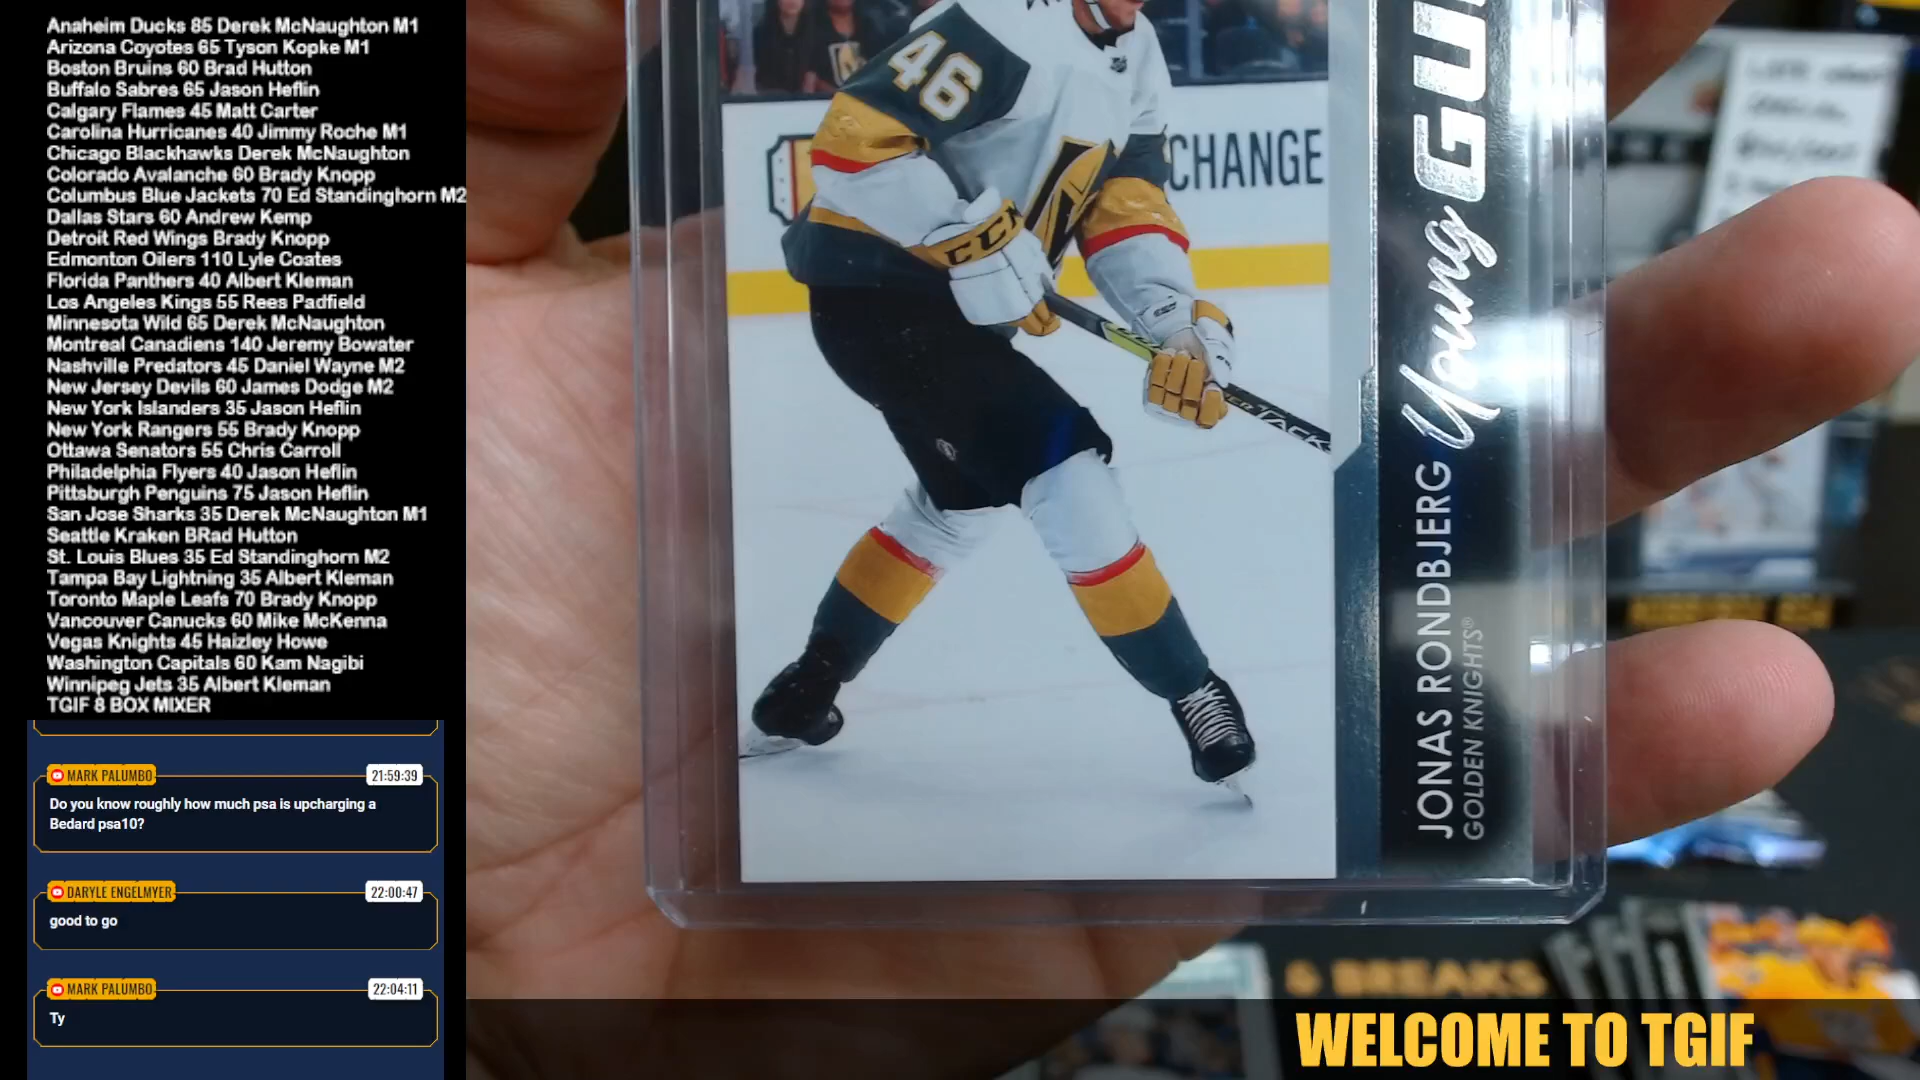 Anaheim Ducks 85 Derek McNaughton M1
Arizona Coyotes 65 Tyson Kopke M1
Boston Bruins 60 Brad Hutton
Buffalo Sabres 65 Jason Heflin
Calgary Flames 45 Matt Carter
Carolina Hurricanes 40 Jimmy Roche M1
Chicago Blackhawks Derek McNaughton
Colorado Avalanche 60 Brady Knopp
Columbus Blue Jackets 70 Ed Standinghorn M2
Dallas Stars 60 Andrew Kemp
Detroit Red Wings Brady Knopp
Edmonton Oilers 110 Lyle Coates
Florida Panthers 40 Albert Kleman
Los Angeles Kings 55 Rees Padfield
Minnesota Wild 65 Derek McNaughton
Montreal Canadiens 140 Jeremy Bowater
Nashville Predators 45 Daniel Wayne M2
New Jersey Devils 60 James Dodge M2
New York Islanders 35 Jason Heflin
New York Rangers 55 Brady Knopp
Ottawa Senators 55 Chris Carroll
Philadelphia Flyers 40 Jason Heflin
Pittsburgh Penguins 75 Jason Heflin
San Jose Sharks 35 Derek McNaughton M1
Seattle Kraken BRad Hutton
St. Louis Blues 35 Ed Standinghorn M2
Tampa Bay Lightning 35 Albert Kleman
Toronto Maple Leafs 70 Brady Knopp
Vancouver Canucks 60 Mike McKenna
Vegas Knights 45 Haizley Howe
Washington Capitals 60 Kam Nagibi
Winnipeg Jets 35 Albert Kleman
TGIF 8 BOX MIXER
MARK PALUMBO 21:59:39
Do you know roughly how much psa is upcharging a
Bedard psa10?
DARYLE ENGELMYER 22:00:47
good to go
MARK PALUMBO 22:04:11
Ty
46
CHANGE
CCM
TACK
Young
JONAS RONDBJERG
GOLDEN KNIGHTS®
& BREAKS
WELCOME TO TGIF